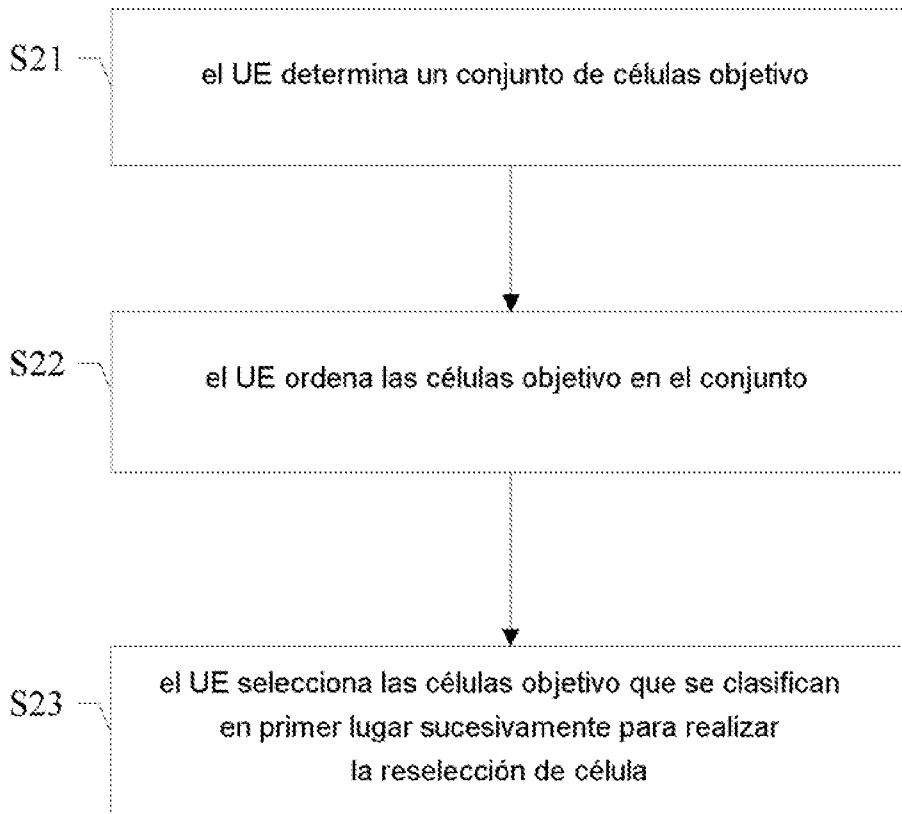 S21
el UE determina un conjunto de células objetivo
S22
el UE ordena las células objetivo en el conjunto
S23
el UE selecciona las células objetivo que se clasifican
en primer lugar sucesivamente para realizar
la reselección de célula